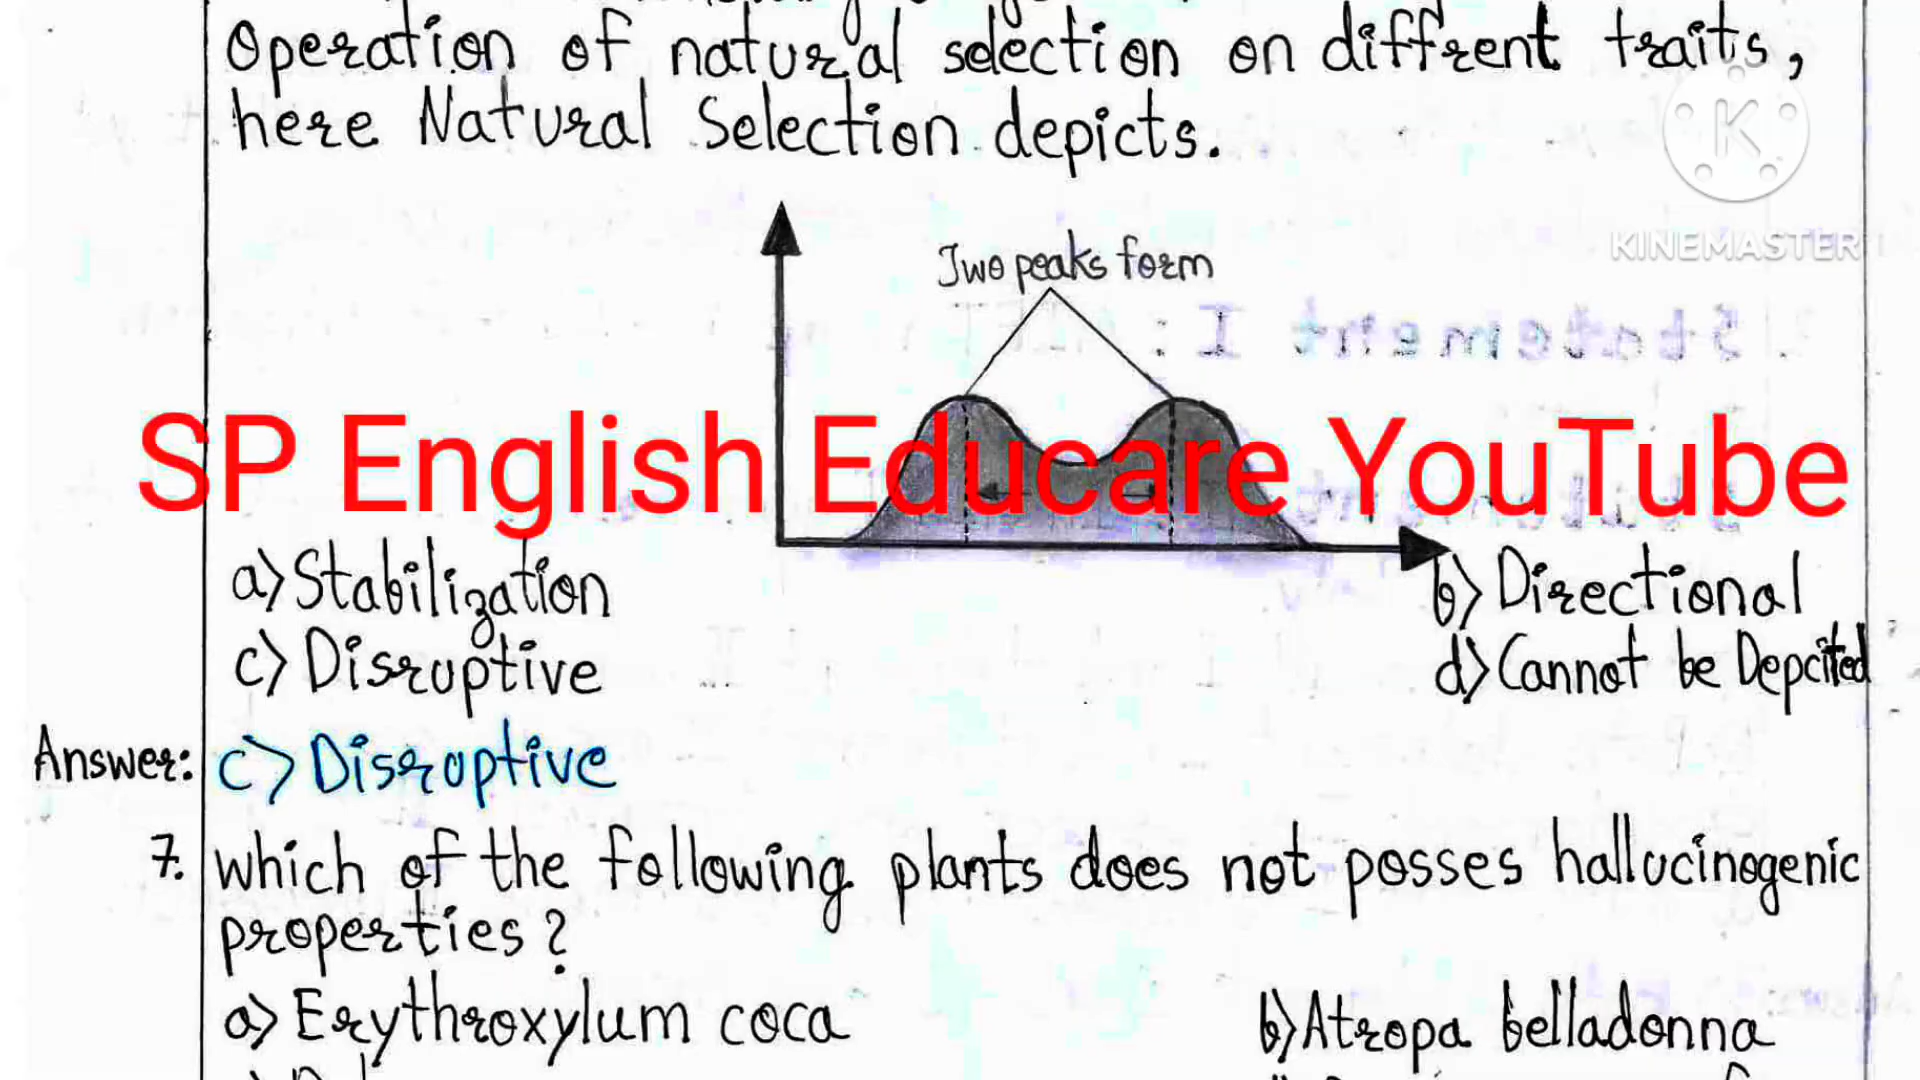 Operation of natural selection on diffrent traits,
here Natural Selection depicts.
KINEMASTER
Two peaks form
SP English Educare YouTube
a) Stabilization
b) Directional
c) Disruptive
d) Cannot be Depcited
Answer: c) Disruptive
7. Which of the following plants does not posses hallucinogenic
properties?
a) Erythroxylum coca
b) Atropa belladonna